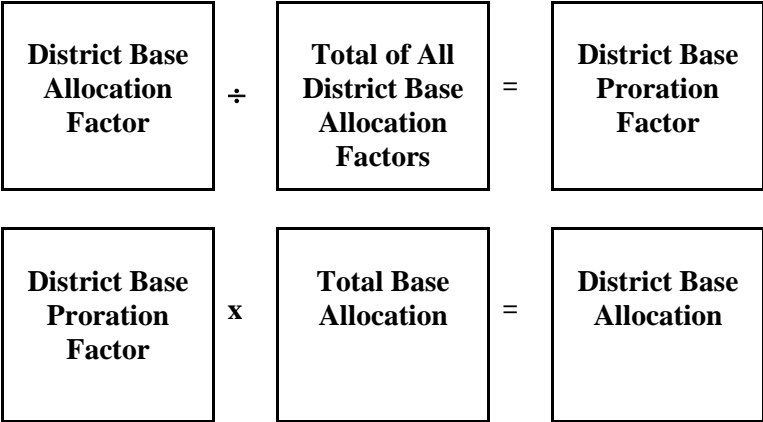 District Base
Allocation
Factor
÷
Total of All
District Base
Allocation
Factors
=
District Base
Proration
Factor
District Base
Proration
Factor
x
Total Base
Allocation
=
District Base
Allocation